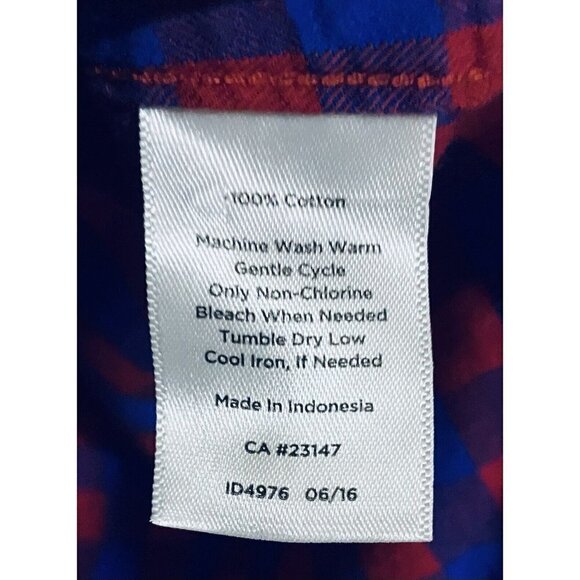 100% Cotton
Machine Wash Warm
Gentle Cycle
Only Non-Chlorine
Bleach When Needed
Tumble Dry Low
Cool Iron, If Needed
Made In Indonesia
CA #23147
ID4976 06/16